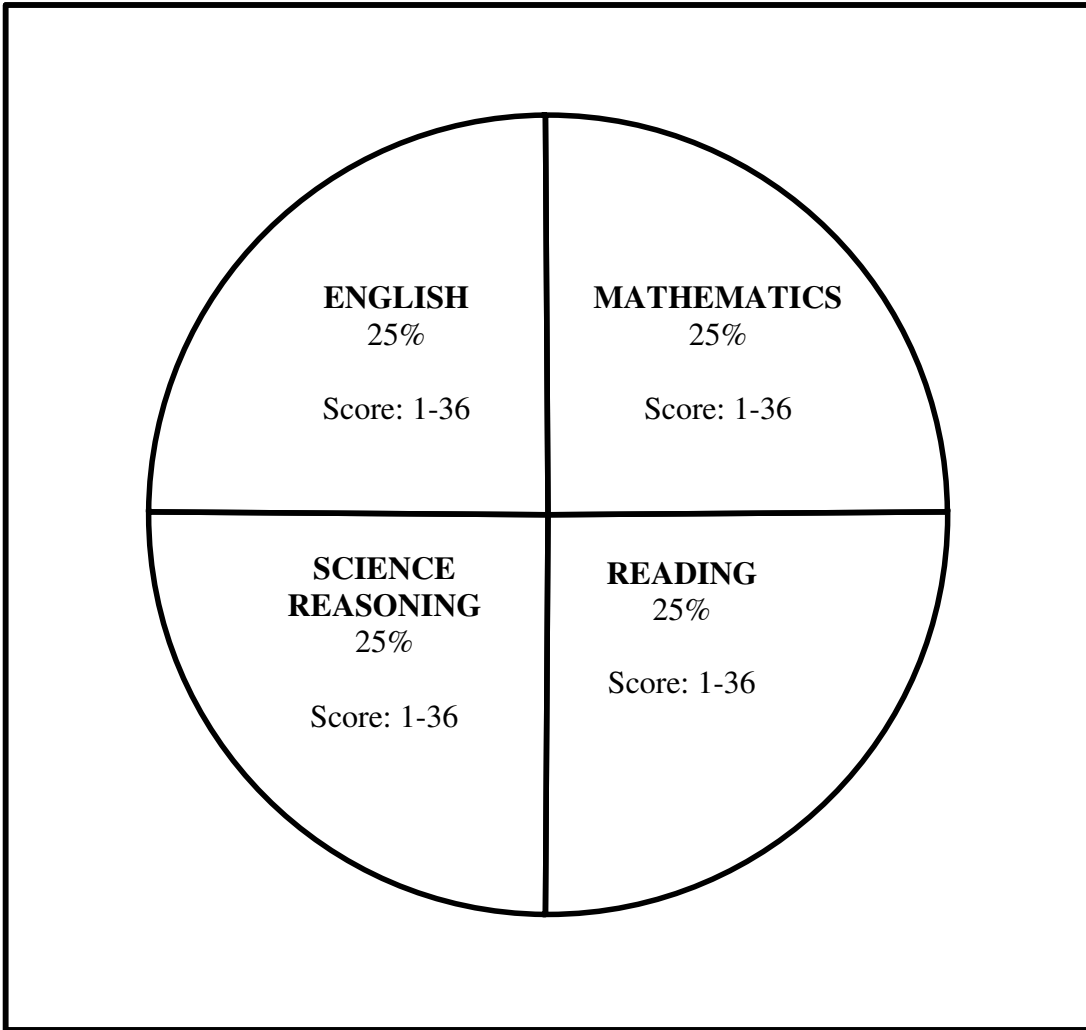 ENGLISH
25%
Score: 1-36
MATHEMATICS
25%
Score: 1-36
SCIENCE
REASONING
25%
Score: 1-36
READING
25%
Score: 1-36